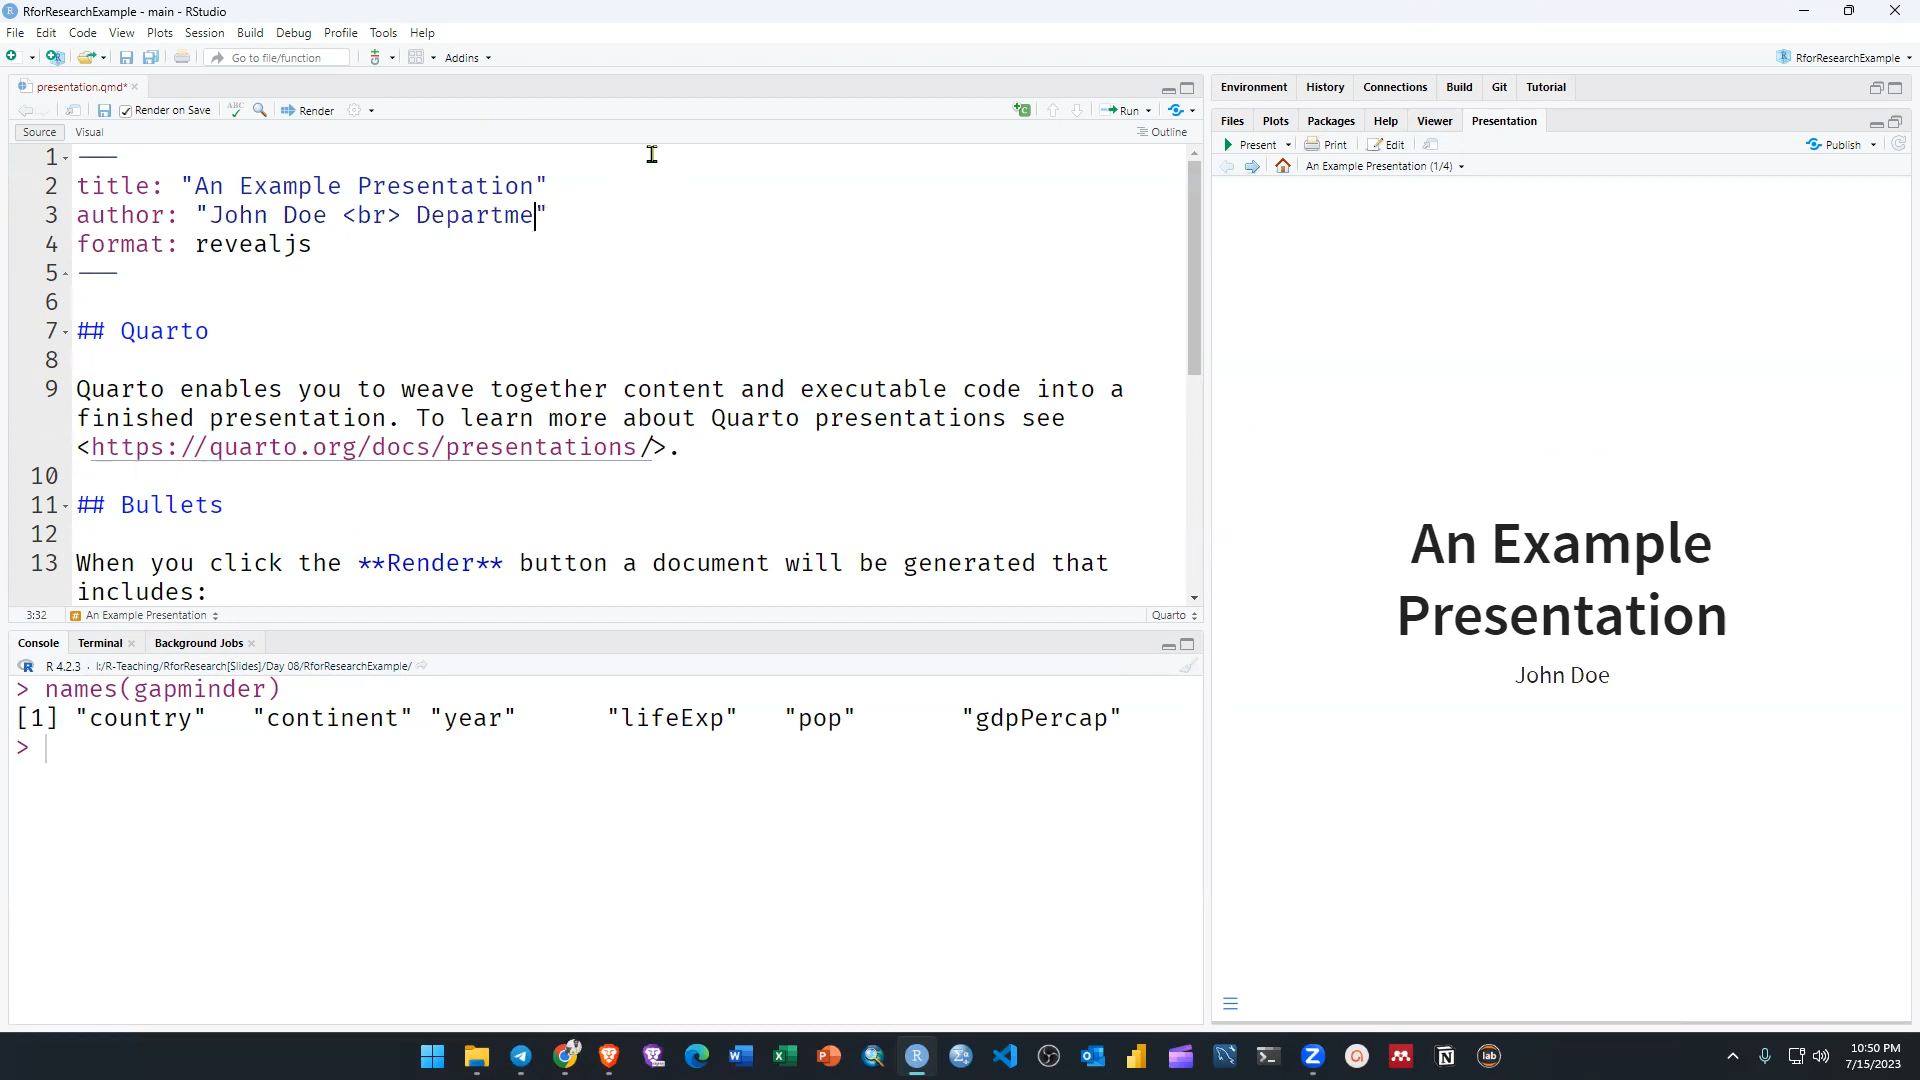 RforResearchExample - main - RStudio
File Edit Code View Plots Session Build Debug Profile Tools Help
Go to file/function Addins RforResearchExample
presentation.qmd*
Render on Save ABC Render Run
Source Visual Outline
1 ---
2 title: "An Example Presentation"
3 author: "John Doe <br> Departme"
4 format: revealjs
5 ---
6
7 ## Quarto
8
9 Quarto enables you to weave together content and executable code into a
finished presentation. To learn more about Quarto presentations see
<https://quarto.org/docs/presentations/>.
10
11 ## Bullets
12
13 When you click the **Render** button a document will be generated that
includes:
3:32 An Example Presentation Quarto
Console Terminal Background Jobs
R 4.2.3 · I:/R-Teaching/RforResearch[Slides]/Day 08/RforResearchExample/
> names(gapminder)
[1] "country" "continent" "year" "lifeExp" "pop" "gdpPercap"
>
Environment History Connections Build Git Tutorial
Files Plots Packages Help Viewer Presentation
Present Print Edit Publish
An Example Presentation (1/4)
An Example
Presentation
John Doe
lab
10:50 PM
7/15/2023